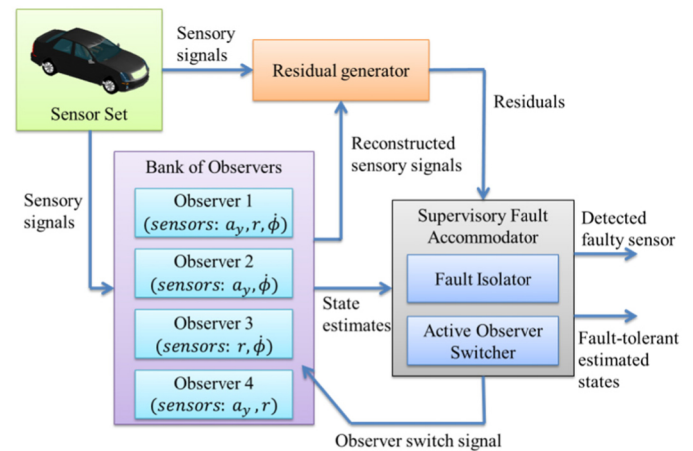 Sensory
signals
Residual generator
Sensor Set
Residuals
Reconstructed
sensory signals
Bank of Observers
Sensory
signals
Observer 1
(sensors: a_y, r, ϕ̇)
Observer 2
(sensors: a_y, ϕ̇)
Observer 3
(sensors: r, ϕ̇)
Observer 4
(sensors: a_y, r)
State
estimates
Supervisory Fault
Accommodator
Fault Isolator
Active Observer
Switcher
Detected
faulty sensor
Fault-tolerant
estimated
states
Observer switch signal